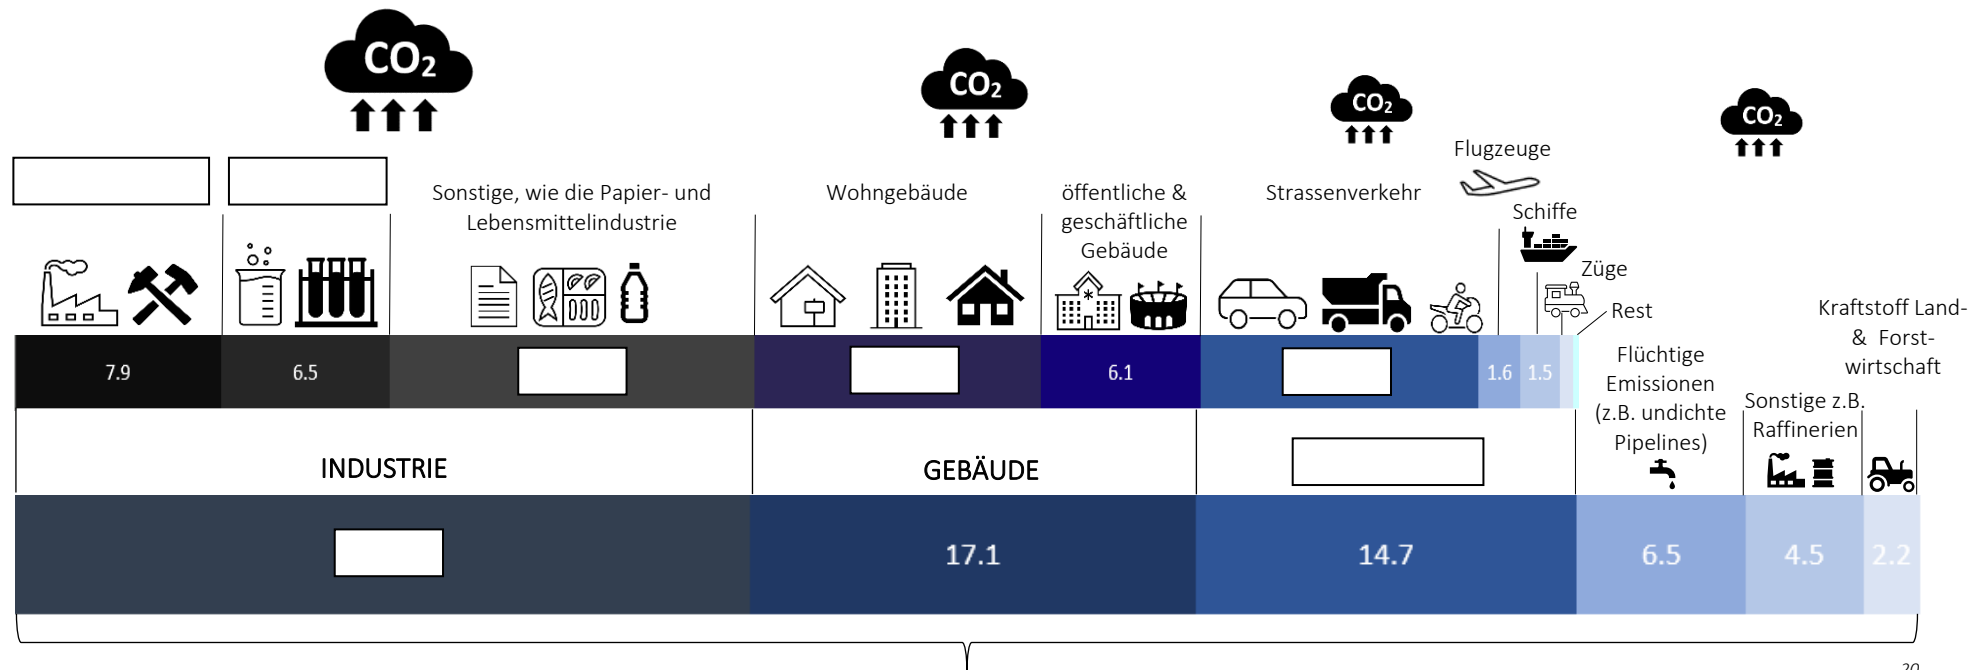 CO₂
CO₂
CO₂
CO₂
Flugzeuge
Sonstige, wie die Papier- und
Lebensmittelindustrie
Wohngebäude
öffentliche &
geschäftliche
Gebäude
Strassenverkehr
Schiffe
Züge
Rest
Kraftstoff Land-
& Forst-
wirtschaft
7.9
6.5
6.1
1.6
1.5
Flüchtige
Emissionen
(z.B. undichte
Pipelines)
Sonstige z.B.
Raffinerien
INDUSTRIE
GEBÄUDE
17.1
14.7
6.5
4.5
2.2
20